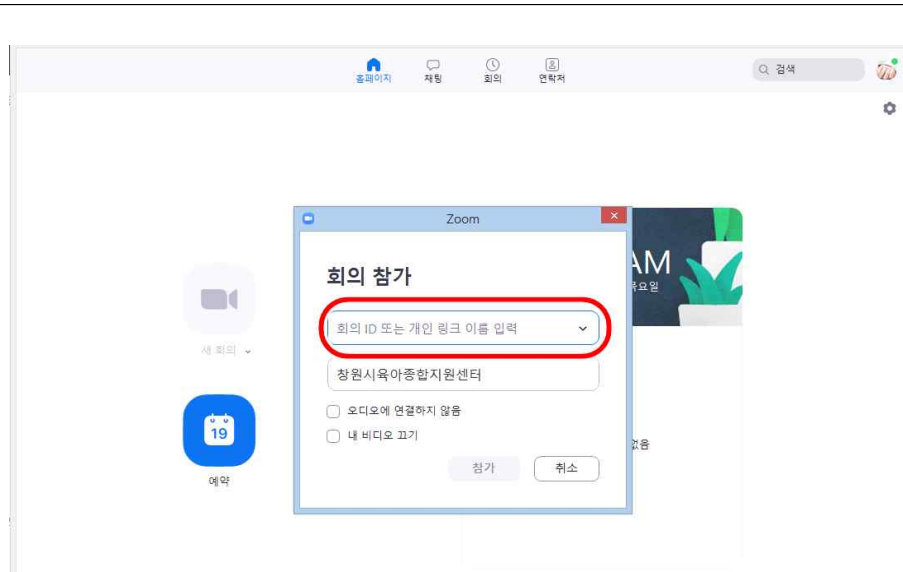 홈페이지
채팅
회의
연락처
검색
Zoom
AM
회의 참가
새 회의
회의 ID 또는 개인 링크 이름 입력
창원시육아종합지원센터
오디오에 연결하지 않음
내 비디오 끄기
없음
19
예약
참가
취소